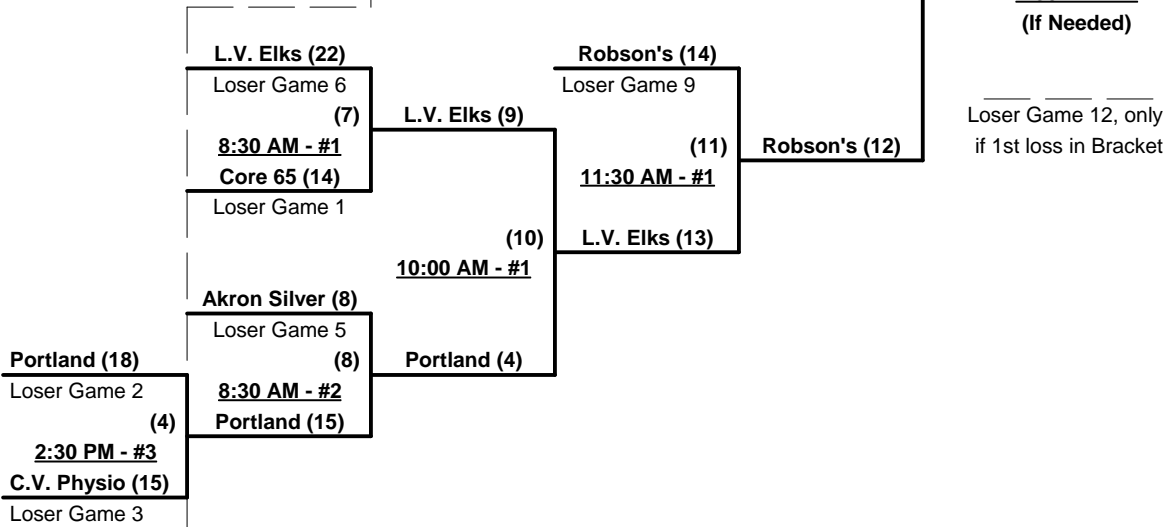 (If Needed)
L.V. Elks (22)
Robson's (14)
Loser Game 6
Loser Game 9
Loser Game 12, only
(7)
L.V. Elks (9)
8:30 AM - #1
(11)
Robson's (12)
if 1st loss in Bracket
Core 65 (14)
11:30 AM - #1
Loser Game 1
(10)
L.V. Elks (13)
10:00 AM - #1
Akron Silver (8)
Loser Game 5
Portland (18)
(8)
Portland (4)
Loser Game 2
8:30 AM - #2
(4)
Portland (15)
2:30 PM - #3
C.V. Physio (15)
Loser Game 3